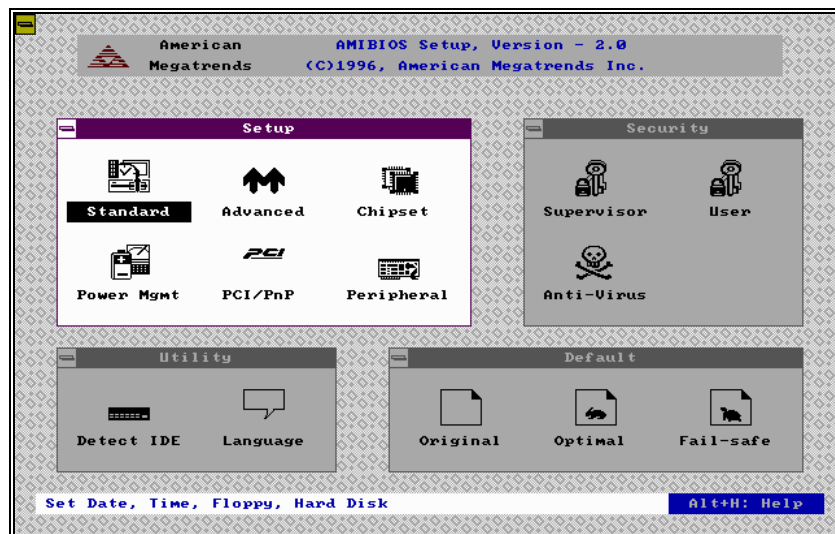 American AMIBIOS Setup, Version - 2.0
Megatrends (C)1996, American Megatrends Inc.
Setup
Standard Advanced Chipset
PCI
Power Mgmt PCI/PnP Peripheral
Security
Supervisor User
Anti-Virus
Utility
Detect IDE Language
Default
Original Optimal Fail-safe
Set Date, Time, Floppy, Hard Disk Alt+H: Help